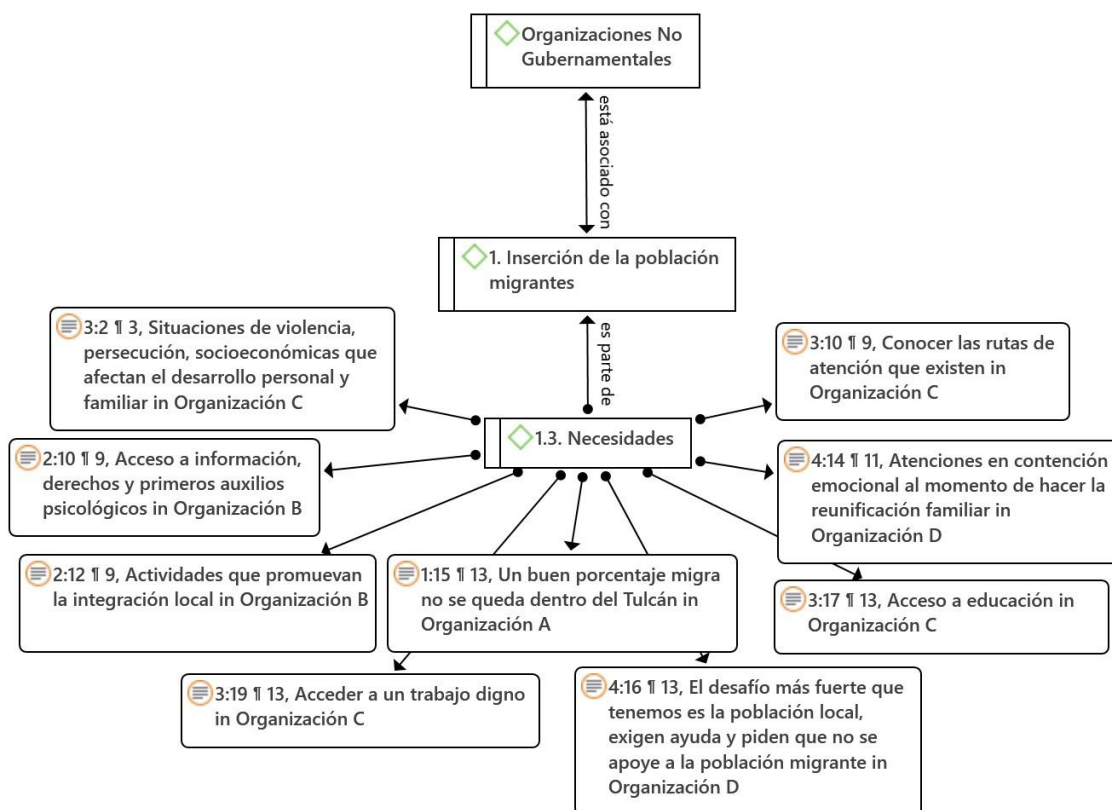 Organizaciones No
Gubernamentales
está asociado con
1. Inserción de la población
migrantes
es parte de
3:2 ¶ 3, Situaciones de violencia,
persecución, socioeconómicas que
afectan el desarrollo personal y
familiar in Organización C
3:10 ¶ 9, Conocer las rutas de
atención que existen in
Organización C
1.3. Necesidades
2:10 ¶ 9, Acceso a información,
derechos y primeros auxilios
psicológicos in Organización B
4:14 ¶ 11, Atenciones en contención
emocional al momento de hacer la
reunificación familiar in
Organización D
2:12 ¶ 9, Actividades que promuevan
la integración local in Organización B
1:15 ¶ 13, Un buen porcentaje migra
no se queda dentro del Tulcán in
Organización A
3:17 ¶ 13, Acceso a educación in
Organización C
3:19 ¶ 13, Acceder a un trabajo digno
in Organización C
4:16 ¶ 13, El desafío más fuerte que
tenemos es la población local,
exigen ayuda y piden que no se
apoye a la población migrante in
Organización D